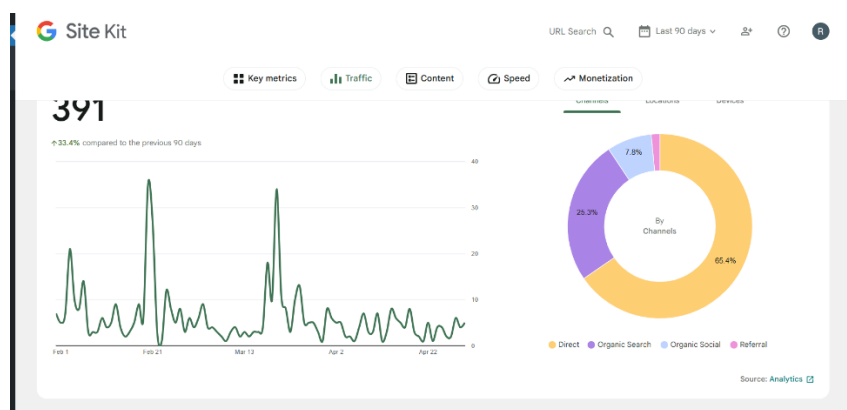 Site Kit
URL Search
Last 90 days
R
Key metrics
Traffic
Content
Speed
Monetization
391
Channels
Locations
Devices
↑33.4% compared to the previous 90 days
40
30
20
10
0
Feb 1
Feb 21
Mar 13
Apr 2
Apr 22
7.8%
25.3%
65.4%
By
Channels
Direct
Organic Search
Organic Social
Referral
Source: Analytics